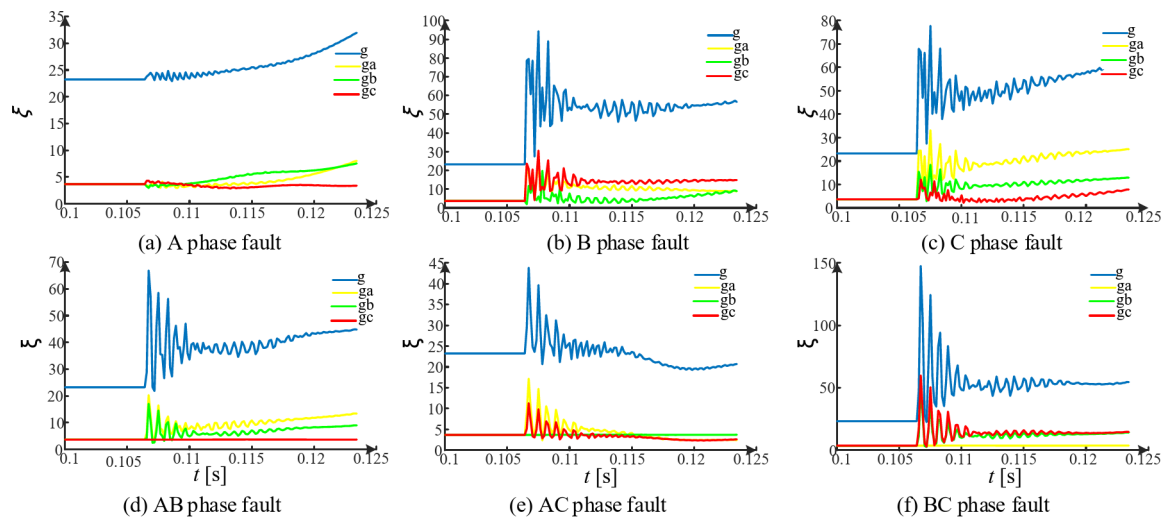 35
30
25
20
15
10
5
0
ξ
g
ga
gb
gc
0.1
0.105
0.11
0.115
0.12
0.125
(a) A phase fault
100
90
80
70
60
50
40
30
20
10
0
ξ
g
ga
gb
gc
0.1
0.105
0.11
0.115
0.12
0.125
(b) B phase fault
80
70
60
50
40
30
20
10
0
ξ
g
ga
gb
gc
0.1
0.105
0.11
0.115
0.12
0.125
(c) C phase fault
70
60
50
40
30
20
10
0
ξ
g
ga
gb
gc
0.1
0.105
0.11
0.115
0.12
0.125
t [s]
(d) AB phase fault
45
40
35
30
25
20
15
10
5
0
ξ
g
ga
gb
gc
0.1
0.105
0.11
0.115
0.12
0.125
t [s]
(e) AC phase fault
150
100
50
0
ξ
g
ga
gb
gc
0.1
0.105
0.11
0.115
0.12
0.125
t [s]
(f) BC phase fault